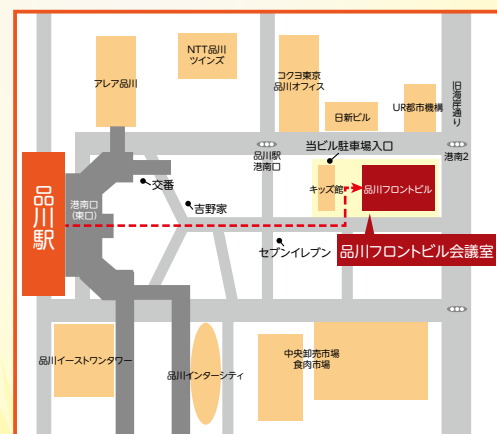 アレア品川
NTT品川
ツインズ
コクヨ東京
品川オフィス
日新ビル
UR都市機構
旧海岸通り
品川駅
港南口
当ビル駐車場入口
港南2
交番
吉野家
キッズ館
品川フロントビル
品川駅
港南口
(東口)
セブンイレブン
品川フロントビル会議室
品川イーストワンタワー
品川インターシティ
中央卸売市場
食肉市場